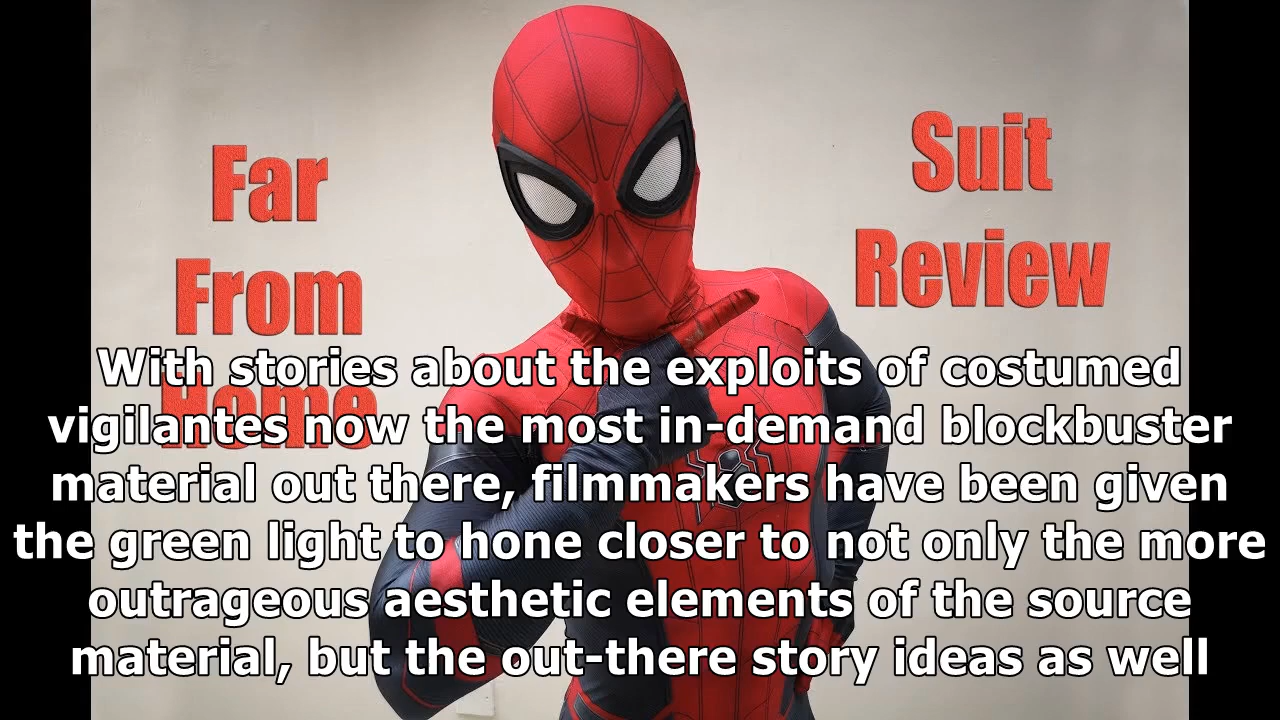 Far
From
Home
Suit
Review
With stories about the exploits of costumed
vigilantes now the most in-demand blockbuster
material out there, filmmakers have been given
the green light to hone closer to not only the more
outrageous aesthetic elements of the source
material, but the out-there story ideas as well